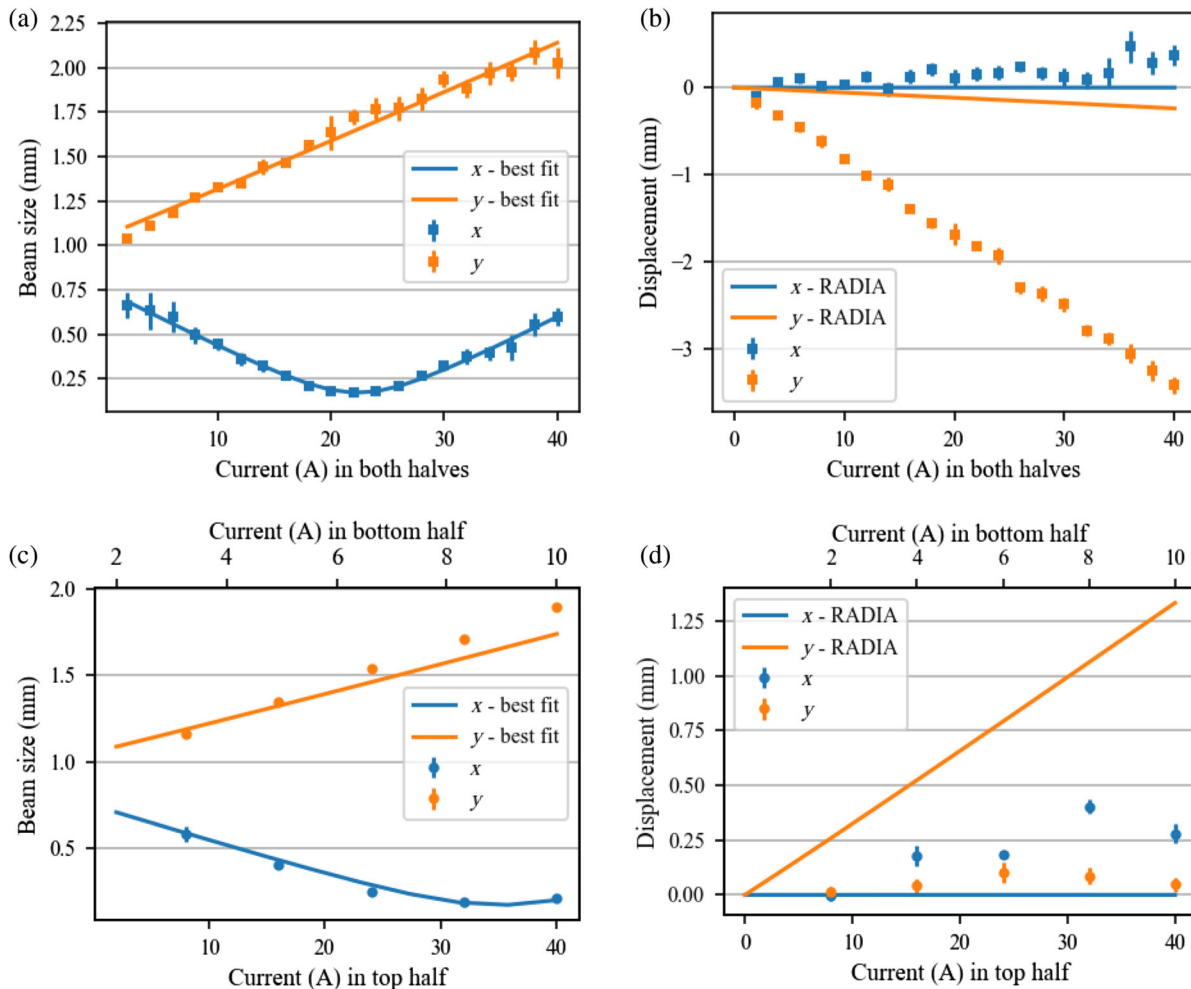 (a)
2.25
2.00
1.75
1.50
1.25
1.00
0.75
0.50
0.25
Beam size (mm)
x - best fit
y - best fit
x
y
10
20
30
40
Current (A) in both halves
(b)
0
−1
−2
−3
Displacement (mm)
x - RADIA
y - RADIA
x
y
0
10
20
30
40
Current (A) in both halves
(c)
Current (A) in bottom half
2
4
6
8
10
2.0
1.5
1.0
0.5
Beam size (mm)
x - best fit
y - best fit
x
y
10
20
30
40
Current (A) in top half
(d)
Current (A) in bottom half
2
4
6
8
10
1.25
1.00
0.75
0.50
0.25
0.00
Displacement (mm)
x - RADIA
y - RADIA
x
y
0
10
20
30
40
Current (A) in top half